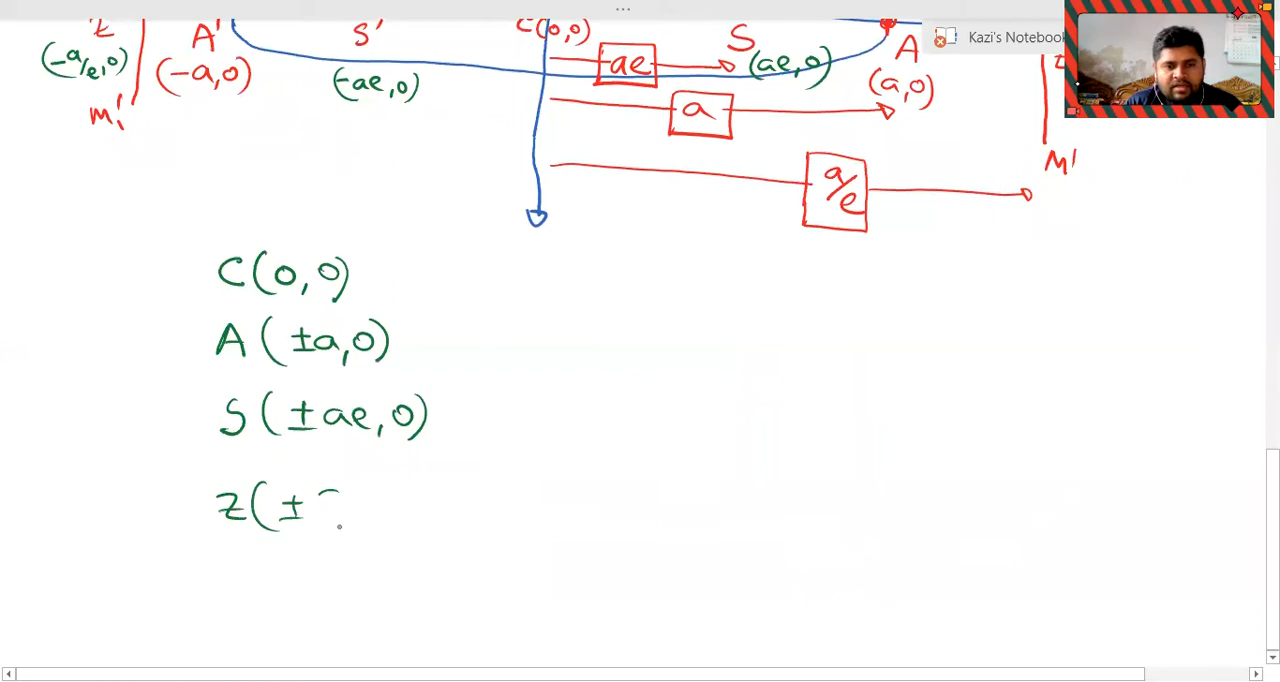 A' S' C(0,0) S A Kazi's Notebook
(-a/e,0) (-a,0) (-ae,0) ae (ae,0) (a,0)
M' a
a/e M'
C(0,0)
A(±a,0)
S(±ae,0)
Z(±